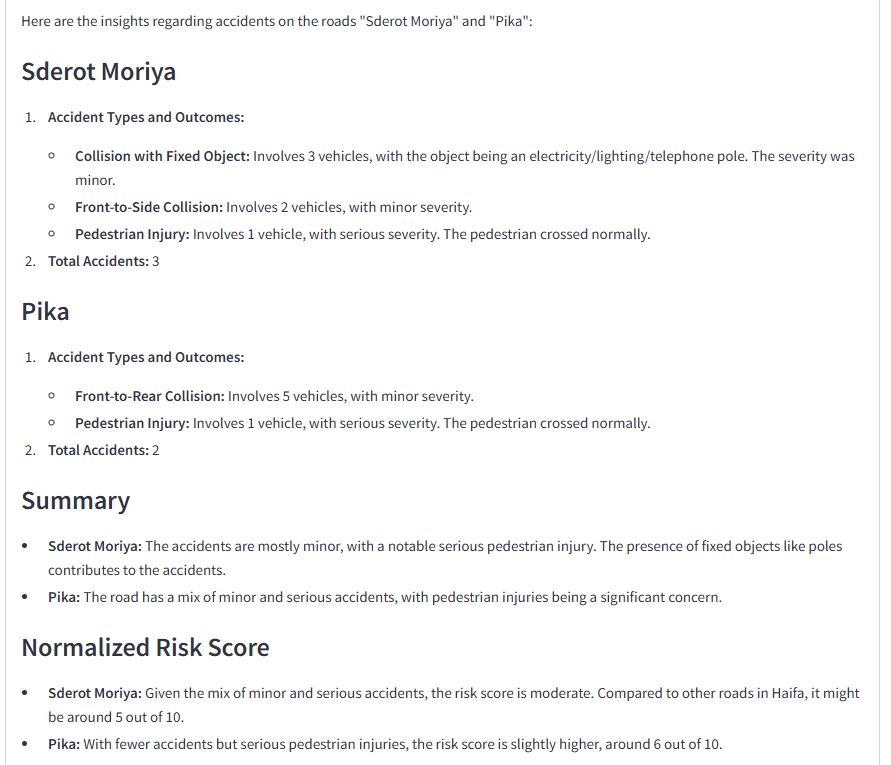 Here are the insights regarding accidents on the roads "Sderot Moriya" and "Pika":
Sderot Moriya
1. Accident Types and Outcomes:
Collision with Fixed Object: Involves 3 vehicles, with the object being an electricity/lighting/telephone pole. The severity was
minor.
Front-to-Side Collision: Involves 2 vehicles, with minor severity.
Pedestrian Injury: Involves 1 vehicle, with serious severity. The pedestrian crossed normally.
2. Total Accidents: 3
Pika
1. Accident Types and Outcomes:
Front-to-Rear Collision: Involves 5 vehicles, with minor severity.
Pedestrian Injury: Involves 1 vehicle, with serious severity. The pedestrian crossed normally.
2. Total Accidents: 2
Summary
Sderot Moriya: The accidents are mostly minor, with a notable serious pedestrian injury. The presence of fixed objects like poles
contributes to the accidents.
Pika: The road has a mix of minor and serious accidents, with pedestrian injuries being a significant concern.
Normalized Risk Score
Sderot Moriya: Given the mix of minor and serious accidents, the risk score is moderate. Compared to other roads in Haifa, it might
be around 5 out of 10.
Pika: With fewer accidents but serious pedestrian injuries, the risk score is slightly higher, around 6 out of 10.